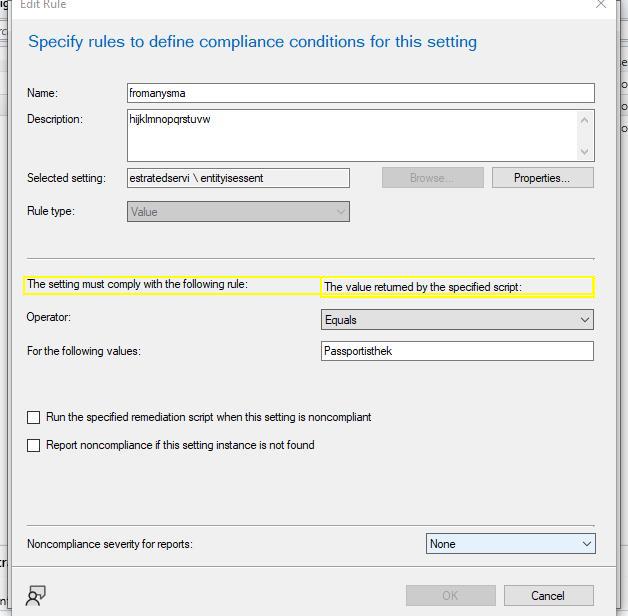 Edit Rule
Specify rules to define compliance conditions for this setting
Name: fromanysma
Description: hijklmnopqrstuvw
Selected setting: estratedservi \ entityisessent Browse... Properties...
Rule type: Value
The setting must comply with the following rule: The value returned by the specified script:
Operator: Equals
For the following values: Passportisthek
Run the specified remediation script when this setting is noncompliant
Report noncompliance if this setting instance is not found
Noncompliance severity for reports: None
OK Cancel